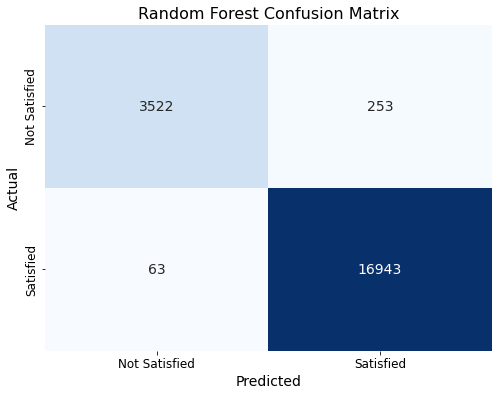 Random Forest Confusion Matrix
Not Satisfied
3522
253
Actual
Satisfied
63
16943
Not Satisfied
Satisfied
Predicted